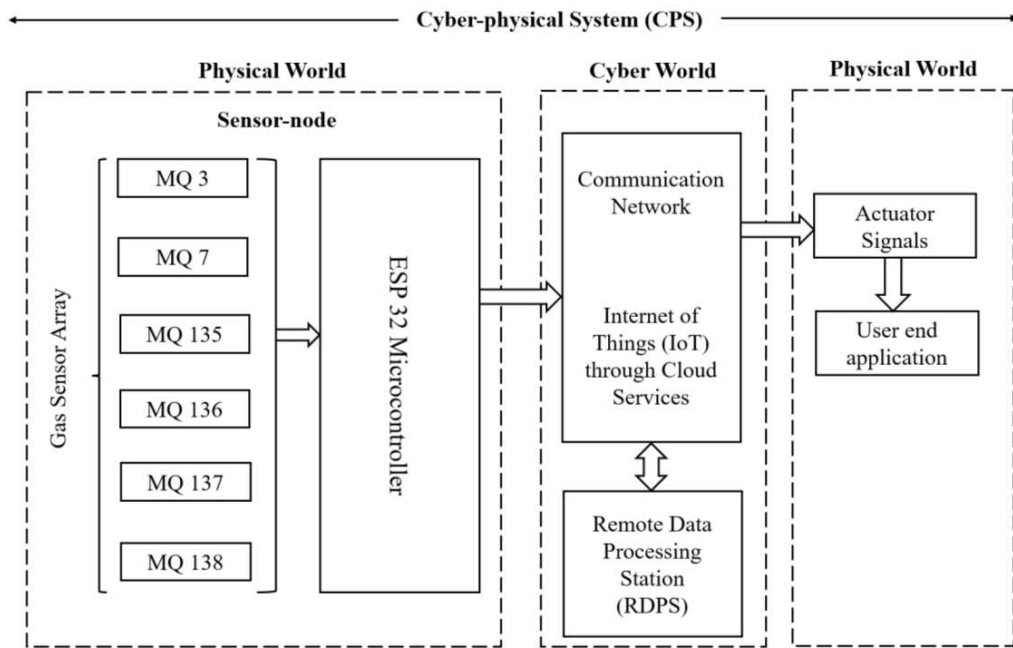 Cyber-physical System (CPS)
Physical World
Cyber World
Physical World
Sensor-node
Gas Sensor Array
MQ 3
MQ 7
MQ 135
MQ 136
MQ 137
MQ 138
ESP 32 Microcontroller
Communication
Network
Internet of
Things (IoT)
through Cloud
Services
Remote Data
Processing
Station
(RDPS)
Actuator
Signals
User end
application